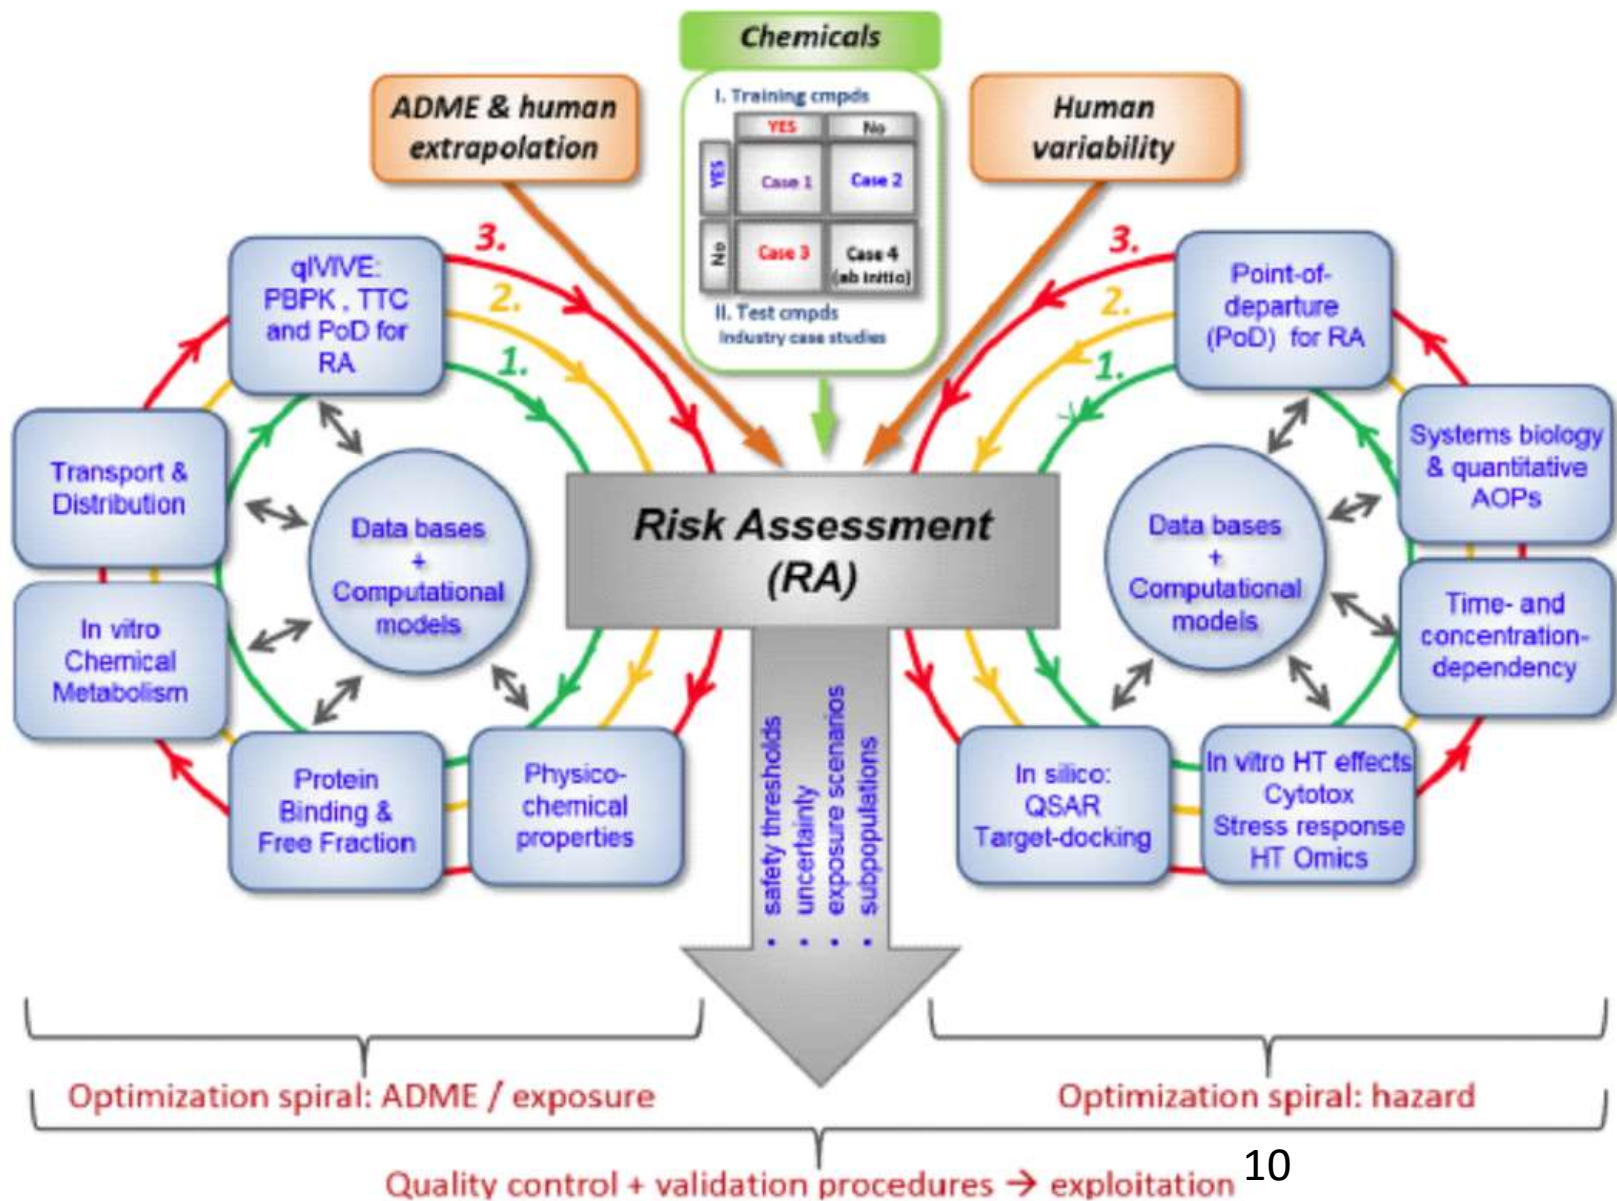 Chemicals
ADME & human
extrapolation
I. Training cmpds
YES
No
YES
Case 1
Case 2
No
Case 3
Case 4
(ab initio)
II. Test cmpds
Industry case studies
Human
variability
3.
2.
1.
qIVIVE:
PBPK , TTC
and PoD for
RA
Transport &
Distribution
In vitro
Chemical
Metabolism
Protein
Binding &
Free Fraction
Physico-
chemical
properties
Data bases
+
Computational
models
Risk Assessment
(RA)
• safety thresholds
• uncertainty
• exposure scenarios
• subpopulations
3.
2.
1.
Point-of-
departure
(PoD) for RA
Systems biology
& quantitative
AOPs
Time- and
concentration-
dependency
In vitro HT effects
Cytotox
Stress response
HT Omics
In silico:
QSAR
Target-docking
Data bases
+
Computational
models
Optimization spiral: ADME / exposure
Optimization spiral: hazard
Quality control + validation procedures → exploitation
10